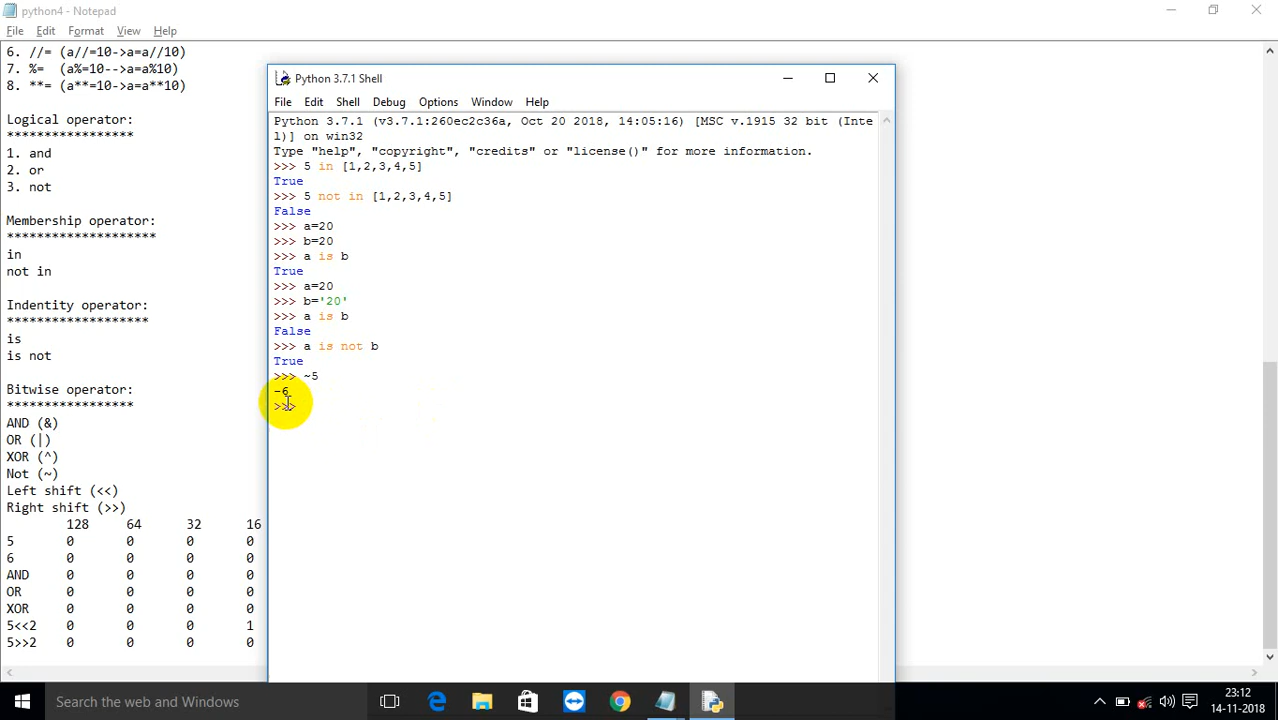 python4 - Notepad
File Edit Format View Help
6. //= (a//=10-->a=a//10)
7. %= (a%=10-->a=a%10)
8. **= (a**=10->a=a**10)
Logical operator:
*****************
1. and
2. or
3. not
Membership operator:
********************
in
not in
Indentity operator:
*******************
is
is not
Bitwise operator:
*****************
AND (&)
OR (|)
XOR (^)
Not (~)
Left shift (<<)
Right shift (>>)
128 64 32 16
5 0 0 0 0
6 0 0 0 0
AND 0 0 0 0
OR 0 0 0 0
XOR 0 0 0 0
5<<2 0 0 0 1
5>>2 0 0 0 0
Python 3.7.1 Shell
File Edit Shell Debug Options Window Help
Python 3.7.1 (v3.7.1:260ec2c36a, Oct 20 2018, 14:05:16) [MSC v.1915 32 bit (Inte
l)] on win32
Type "help", "copyright", "credits" or "license()" for more information.
>>> 5 in [1,2,3,4,5]
True
>>> 5 not in [1,2,3,4,5]
False
>>> a=20
>>> b=20
>>> a is b
True
>>> a=20
>>> b='20'
>>> a is b
False
>>> a is not b
True
>>> ~5
-6
>>>
Search the web and Windows
23:12
14-11-2018